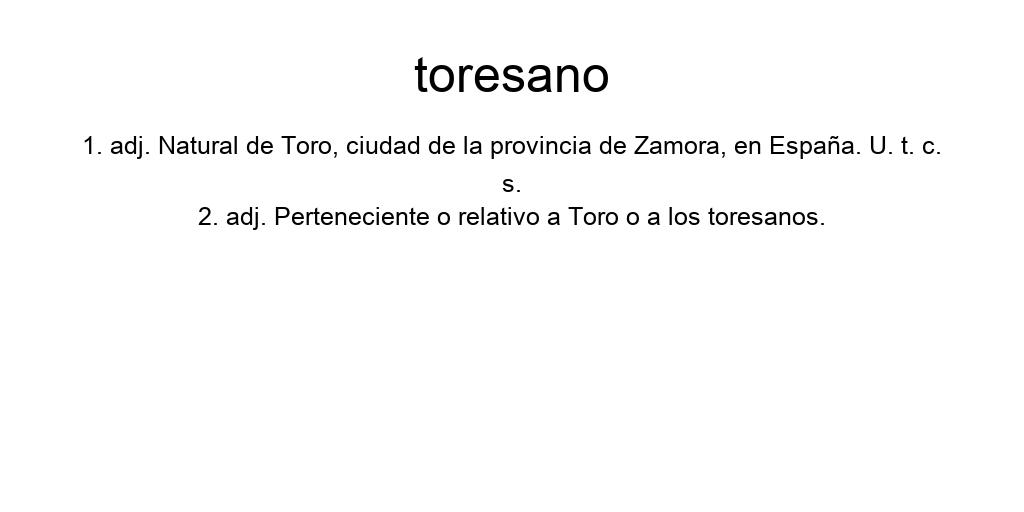 toresano
1. adj. Natural de Toro, ciudad de la provincia de Zamora, en España. U. t. c.
s.
2. adj. Perteneciente o relativo a Toro o a los toresanos.